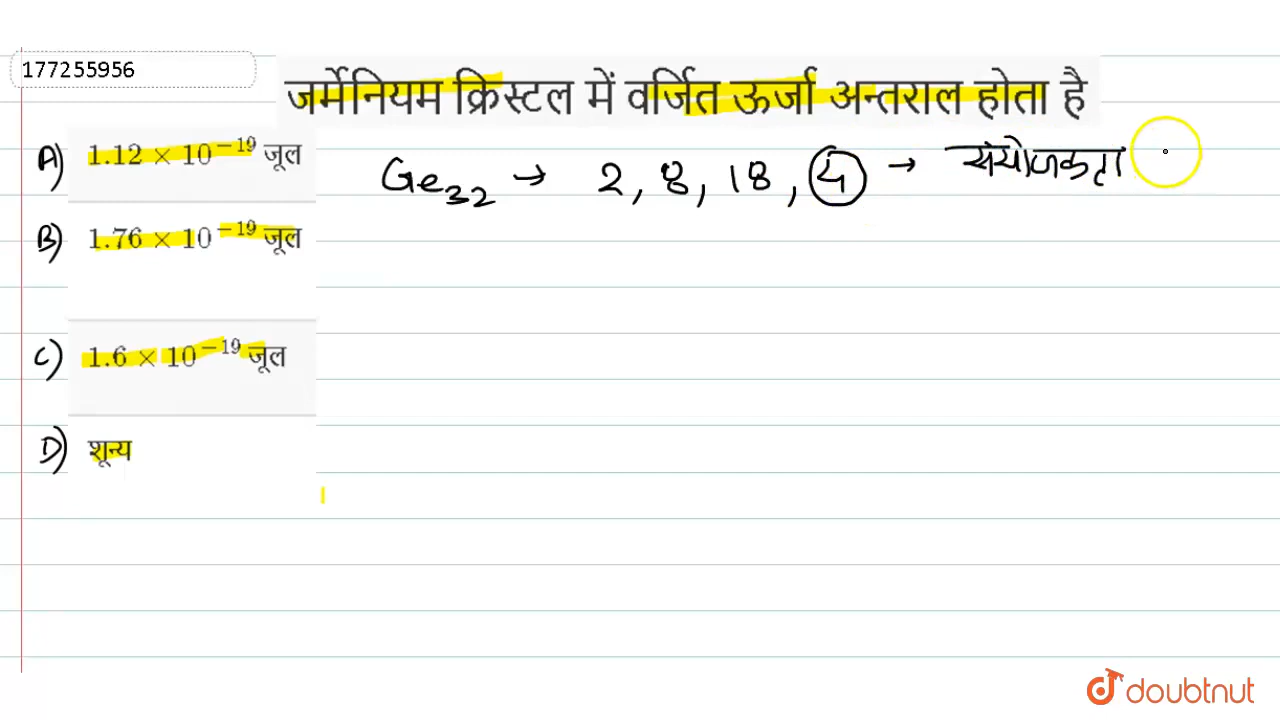 177255956
जर्मेनियम क्रिस्टल में वर्जित ऊर्जा अन्तराल होता है
A) 1.12 × 10⁻¹⁹ जूल
Ge₃₂ → 2, 8, 18, 4 → संयोजकता
B) 1.76 × 10⁻¹⁹ जूल
C) 1.6 × 10⁻¹⁹ जूल
D) शून्य
doubtnut